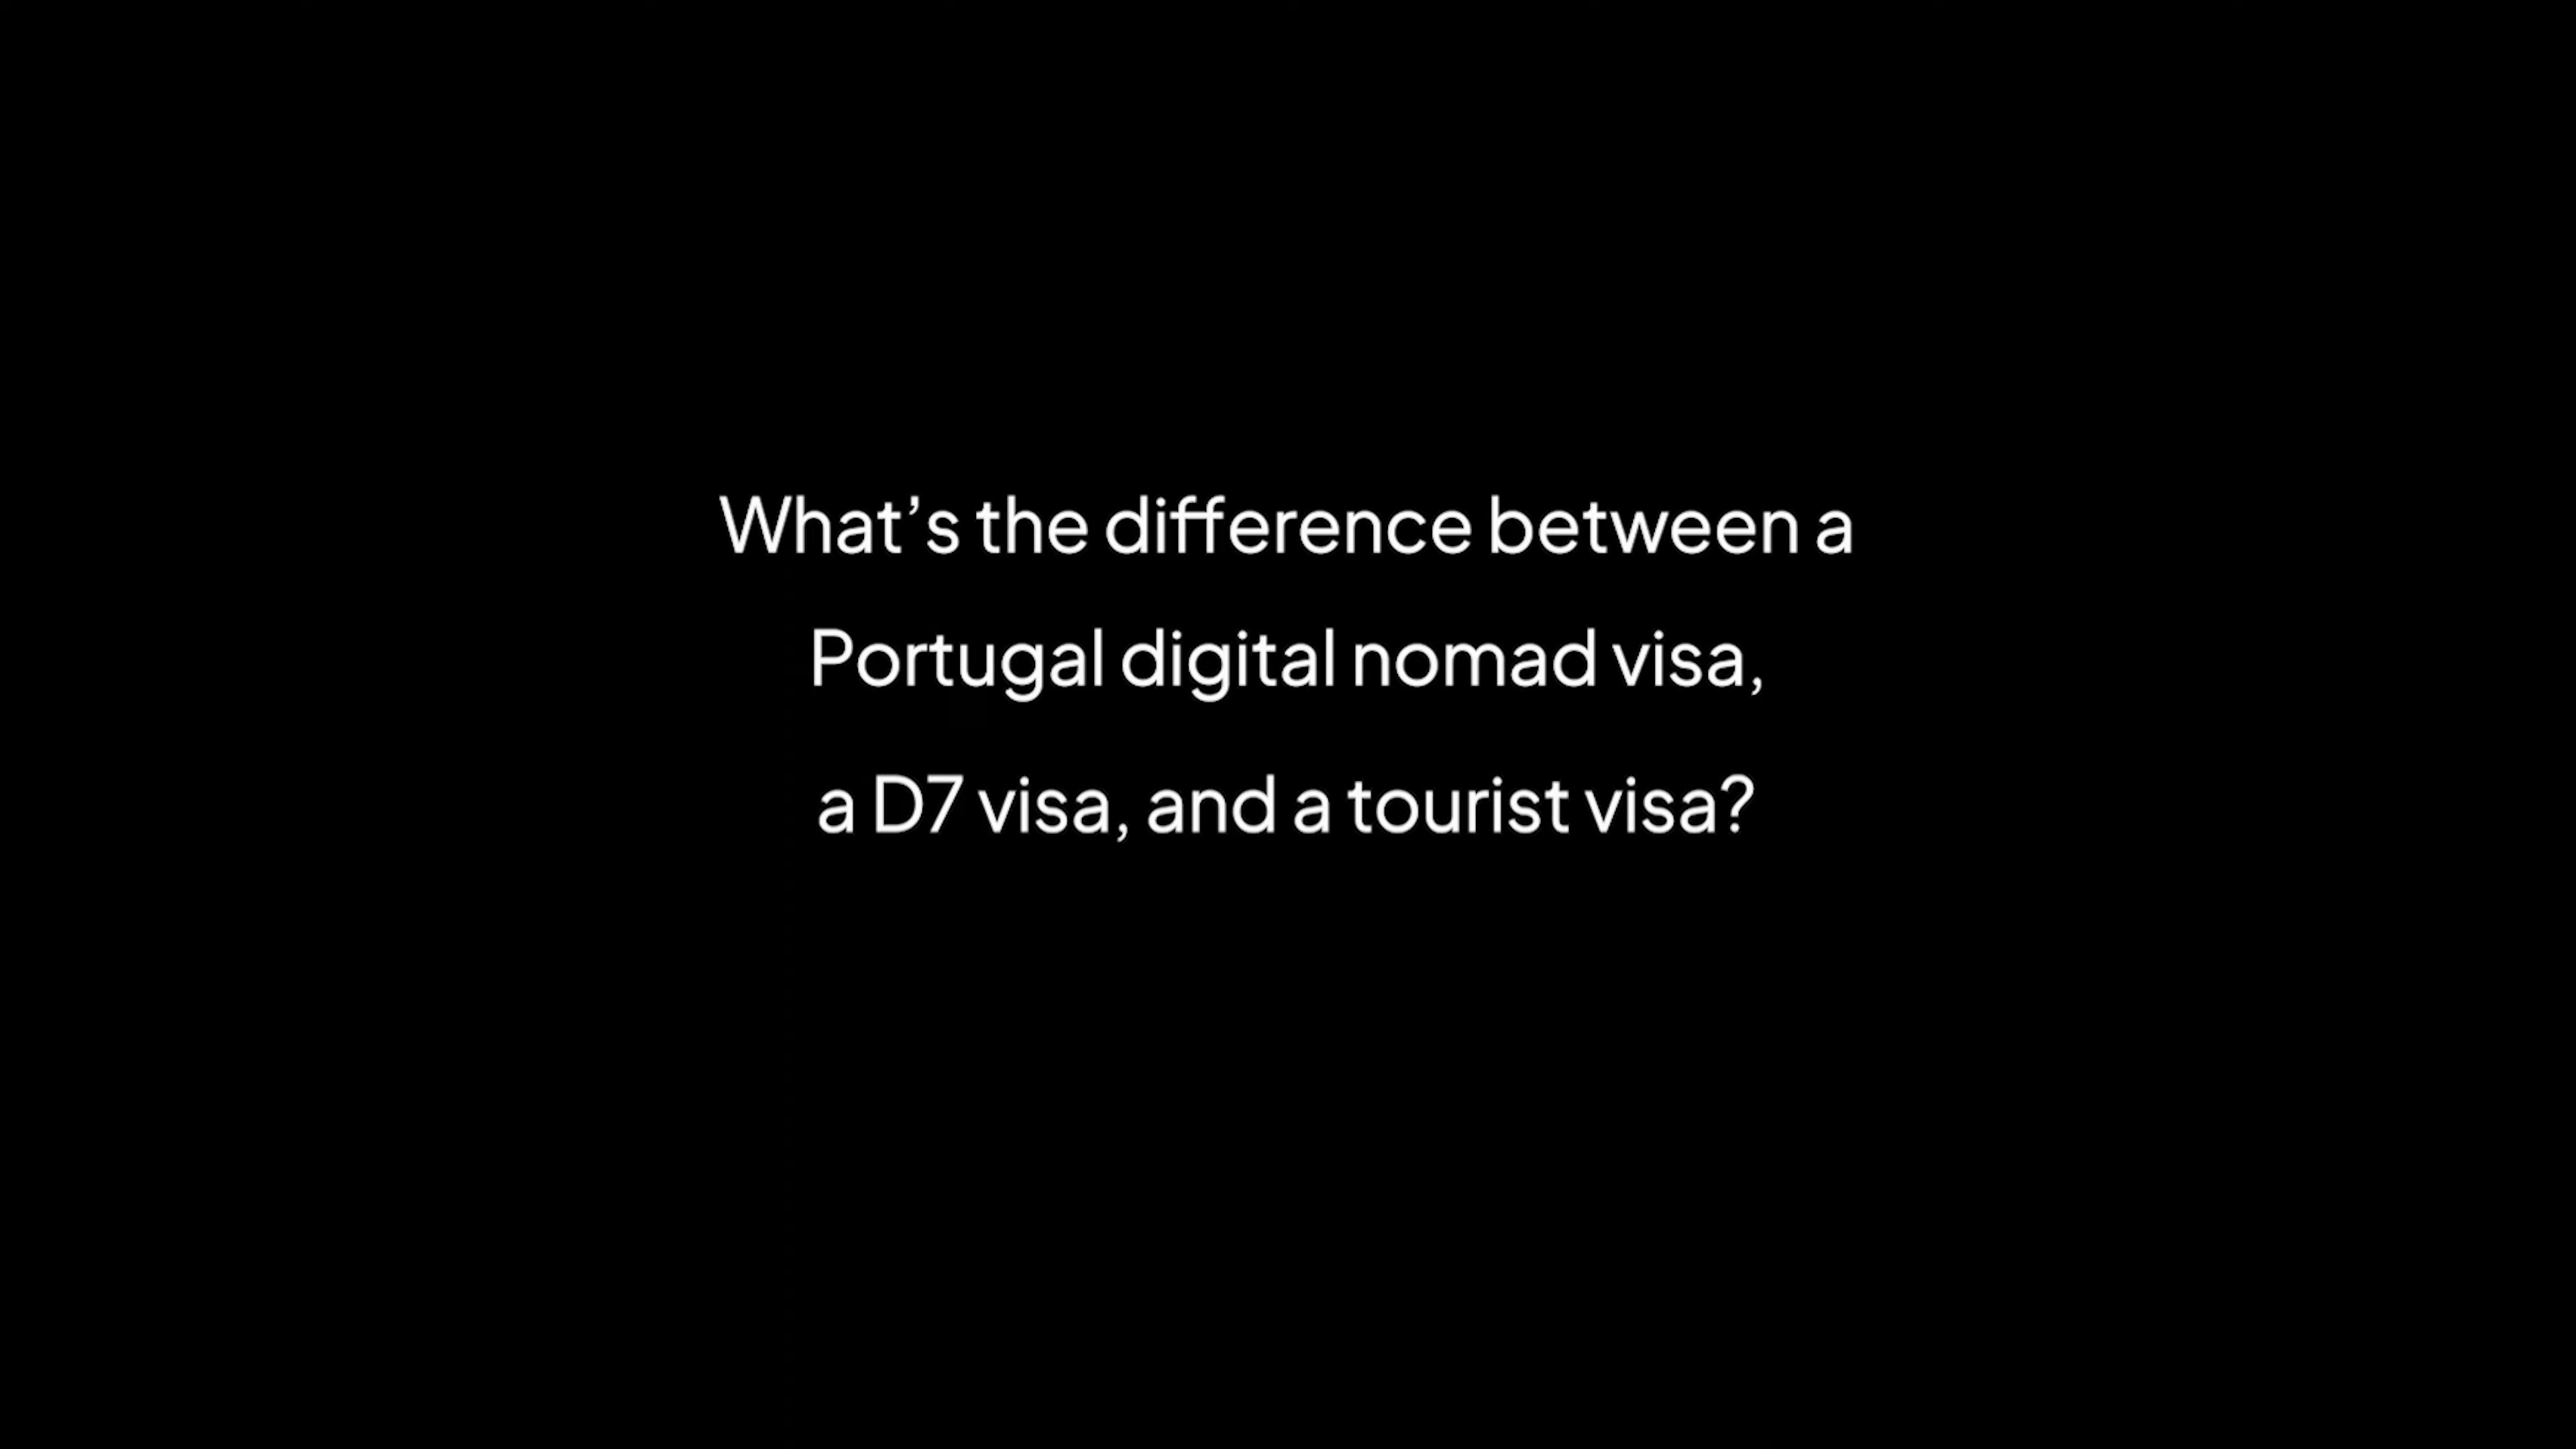 What’s the difference between a
Portugal digital nomad visa,
a D7 visa, and a tourist visa?